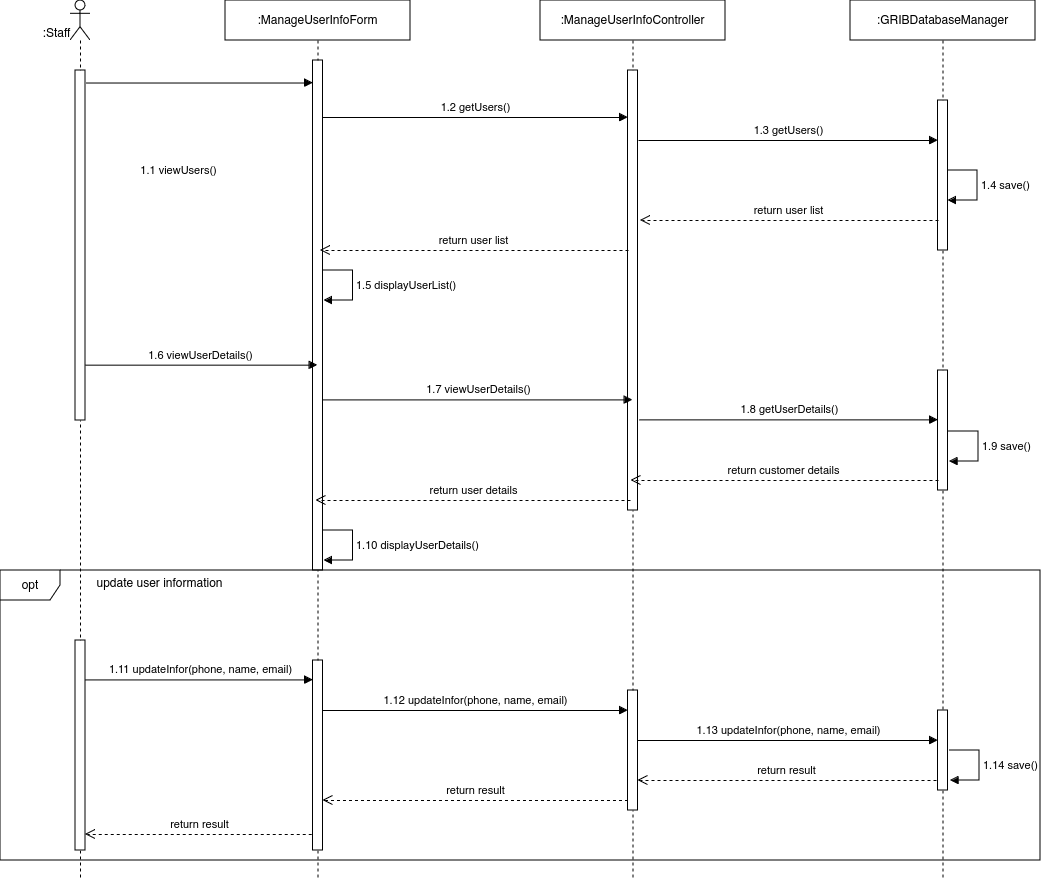 :Staff
:ManageUserInfoForm
:ManageUserInfoController
:GRIBDatabaseManager
1.2 getUsers()
1.3 getUsers()
1.1 viewUsers()
1.4 save()
return user list
return user list
1.5 displayUserList()
1.6 viewUserDetails()
1.7 viewUserDetails()
1.8 getUserDetails()
1.9 save()
return customer details
return user details
1.10 displayUserDetails()
opt
update user information
1.11 updateInfor(phone, name, email)
1.12 updateInfor(phone, name, email)
1.13 updateInfor(phone, name, email)
1.14 save()
return result
return result
return result